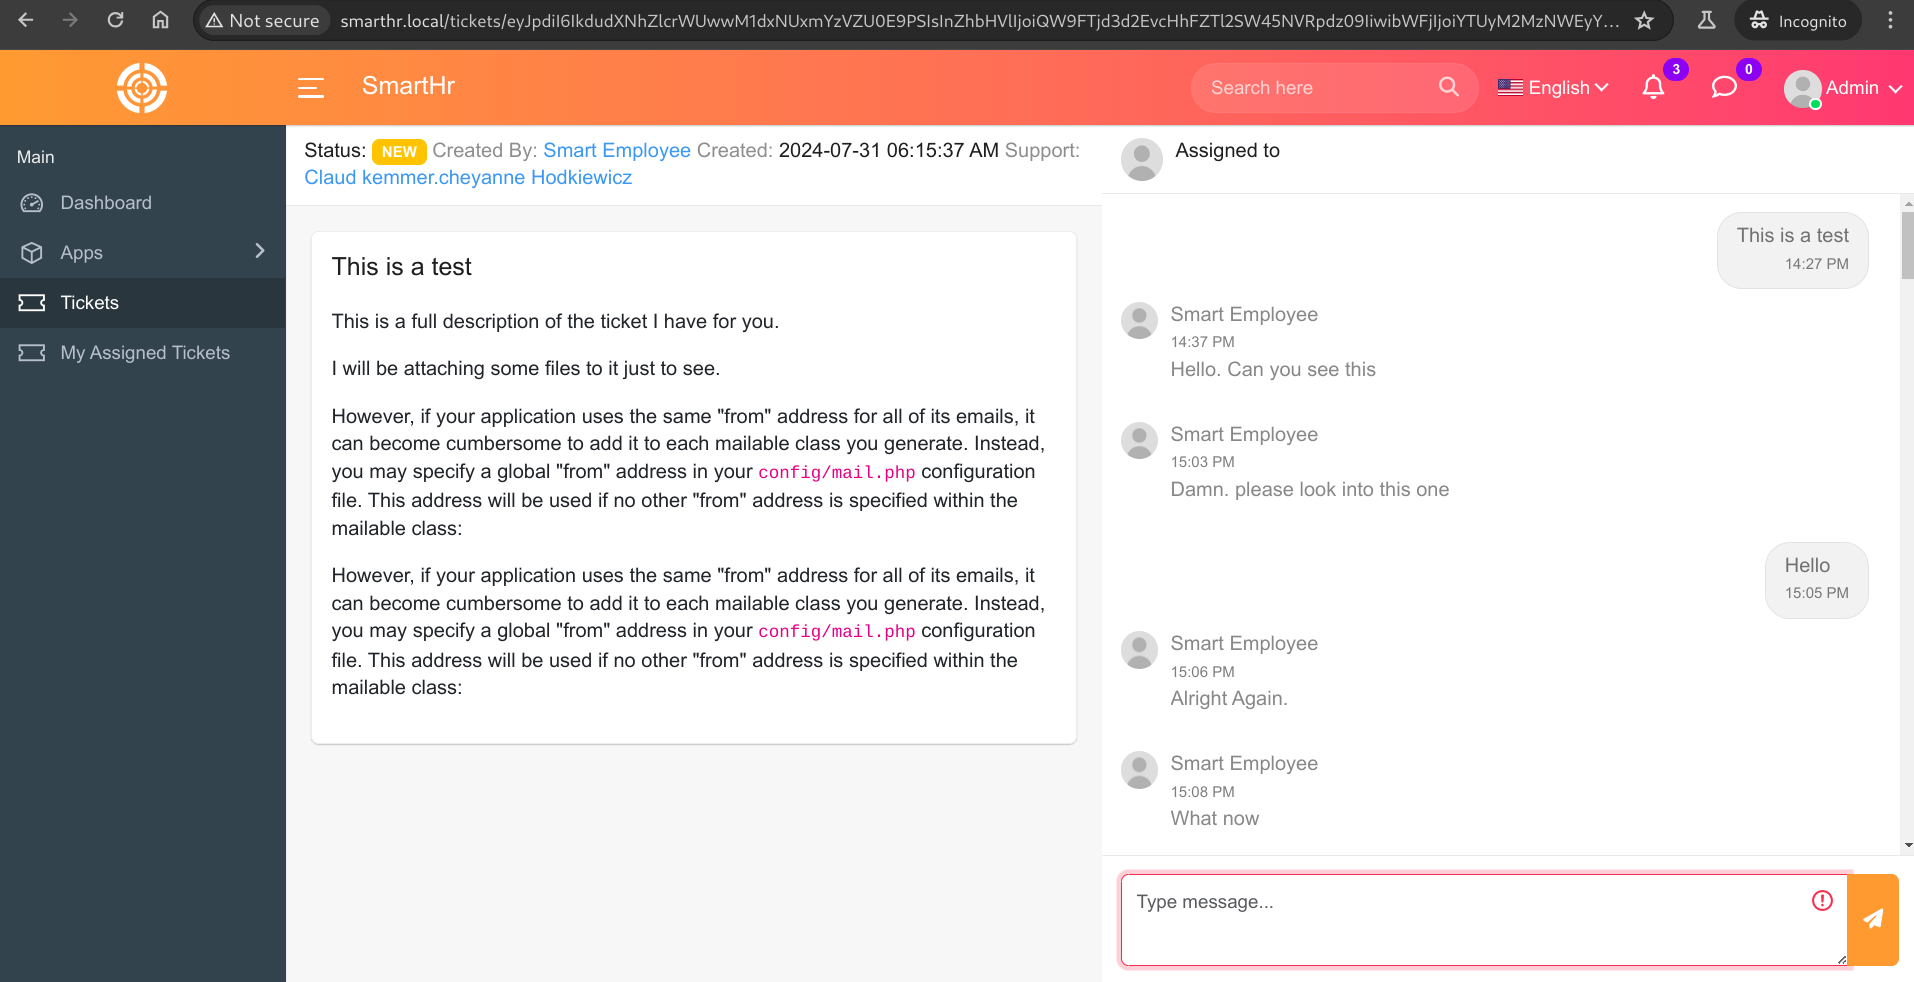 Not secure
smarthr.local/tickets/eyJpdiI6IkdudXNhZlcrWUwwM1dxNUxmYzVZU0E9PSIsInZhbHVlIjoiQW9FTjd3d2EvcHhFZTl2SW45NVRpdz09IiwibWFjIjoiYTUyM2MzNWEyY...
Incognito
SmartHr
Search here
English
3
0
Admin
Main
Dashboard
Apps
Tickets
My Assigned Tickets
Status: NEW Created By: Smart Employee Created: 2024-07-31 06:15:37 AM Support:
Claud kemmer.cheyanne Hodkiewicz
This is a test
This is a full description of the ticket I have for you.
I will be attaching some files to it just to see.
However, if your application uses the same "from" address for all of its emails, it
can become cumbersome to add it to each mailable class you generate. Instead,
you may specify a global "from" address in your config/mail.php configuration
file. This address will be used if no other "from" address is specified within the
mailable class:
However, if your application uses the same "from" address for all of its emails, it
can become cumbersome to add it to each mailable class you generate. Instead,
you may specify a global "from" address in your config/mail.php configuration
file. This address will be used if no other "from" address is specified within the
mailable class:
Assigned to
This is a test
14:27 PM
Smart Employee
14:37 PM
Hello. Can you see this
Smart Employee
15:03 PM
Damn. please look into this one
Hello
15:05 PM
Smart Employee
15:06 PM
Alright Again.
Smart Employee
15:08 PM
What now
Type message...